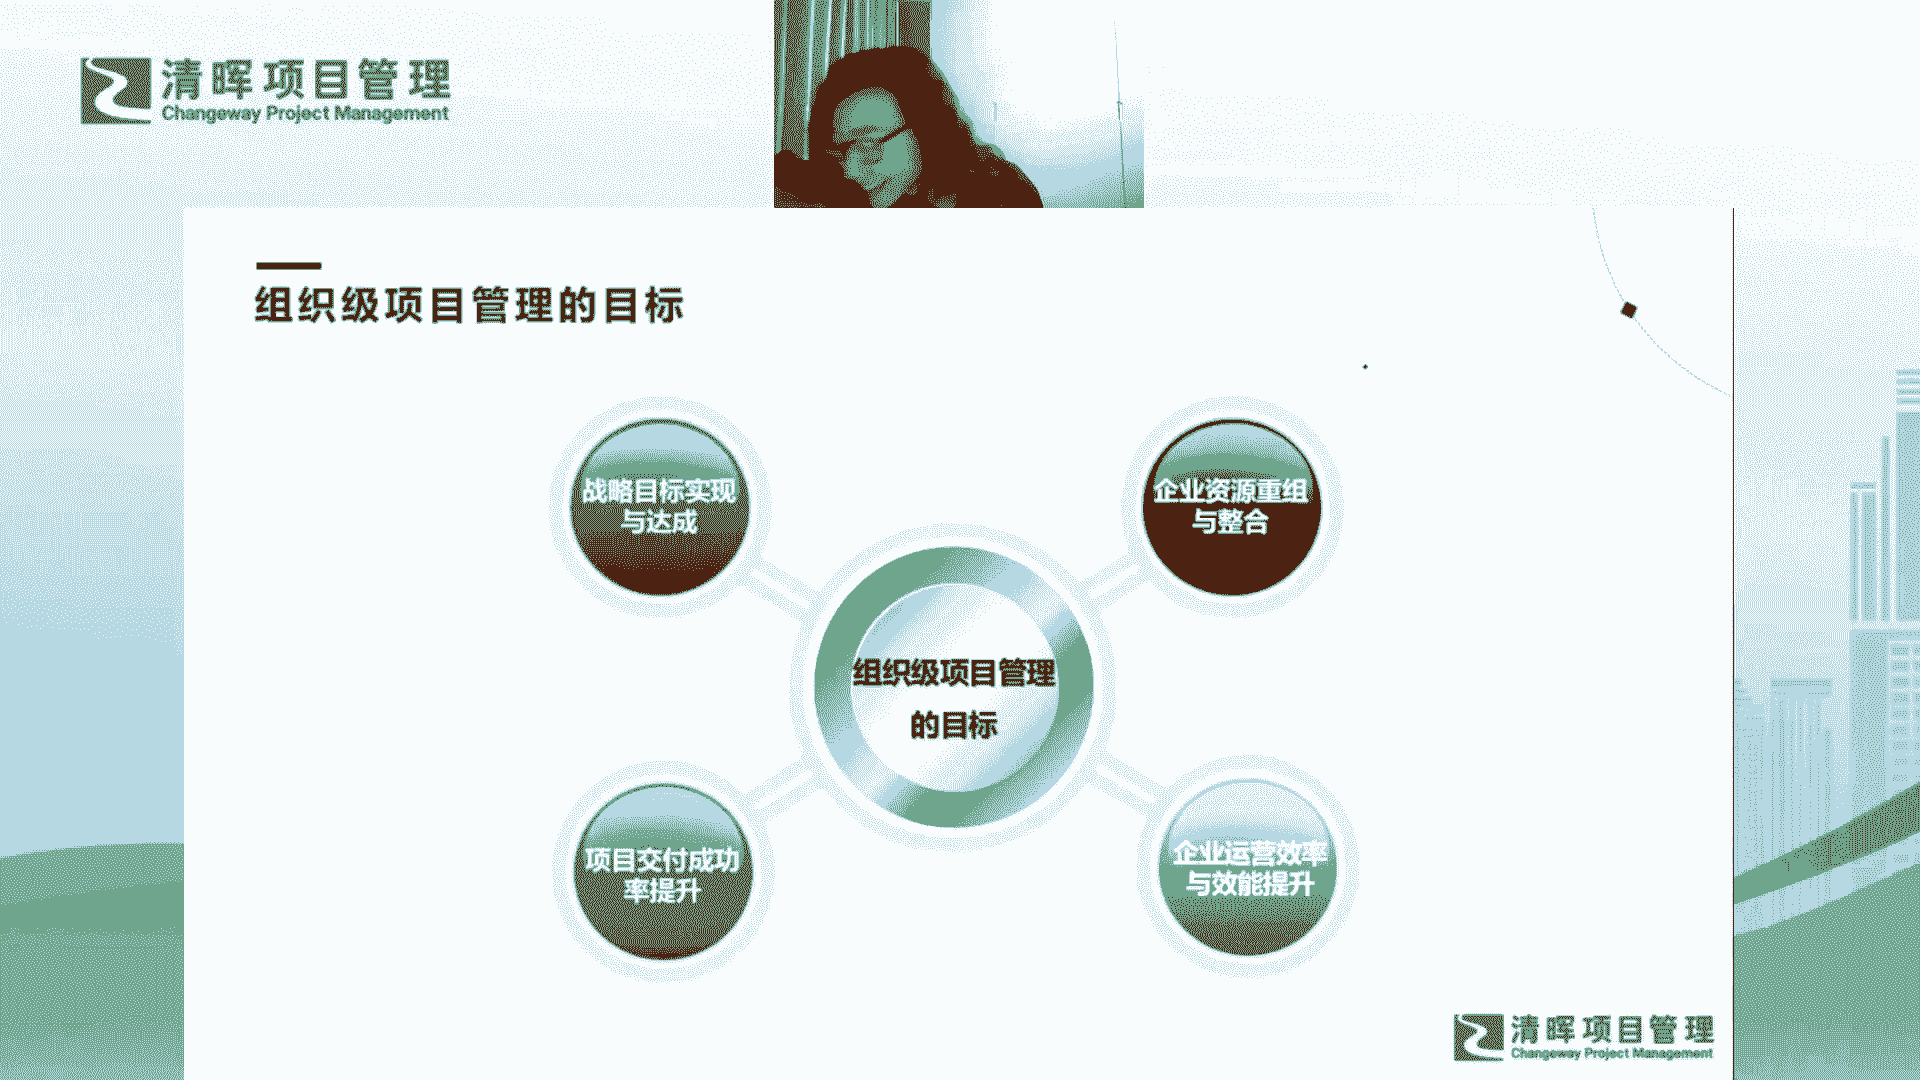 清晖项目管理
Changeway Project Management
组织级项目管理的目标
战略目标实现
与达成
企业资源重组
与整合
组织级项目管理
的目标
项目交付成功
率提升
企业运营效率
与效能提升
清晖项目管理
Changeway Project Management